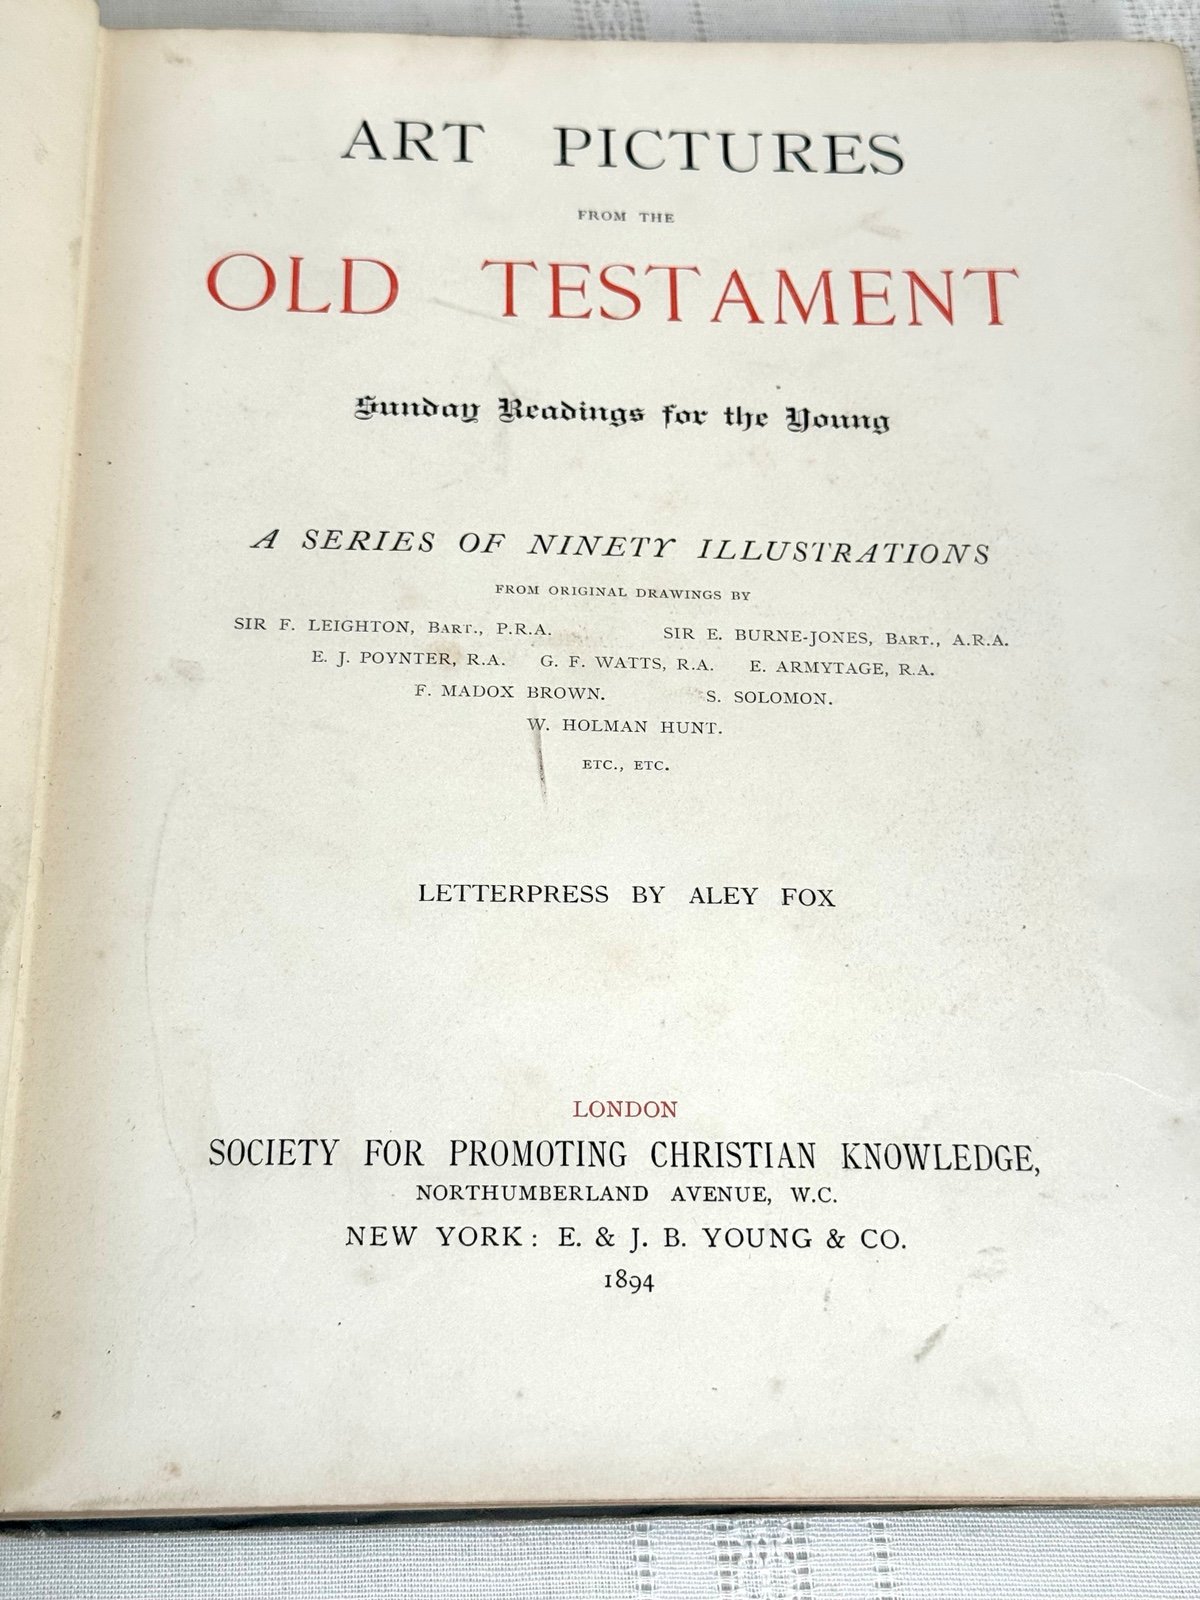 ART PICTURES
FROM THE
OLD TESTAMENT
Sunday Readings for the Young
A SERIES OF NINETY ILLUSTRATIONS
FROM ORIGINAL DRAWINGS BY
SIR F. LEIGHTON, BART., P.R.A. SIR E. BURNE-JONES, BART., A.R.A.
E. J. POYNTER, R.A. G. F. WATTS, R.A. E. ARMYTAGE, R.A.
F. MADOX BROWN. S. SOLOMON.
W. HOLMAN HUNT.
ETC., ETC.
LETTERPRESS BY ALEY FOX
LONDON
SOCIETY FOR PROMOTING CHRISTIAN KNOWLEDGE,
NORTHUMBERLAND AVENUE, W.C.
NEW YORK: E. & J. B. YOUNG & CO.
1894